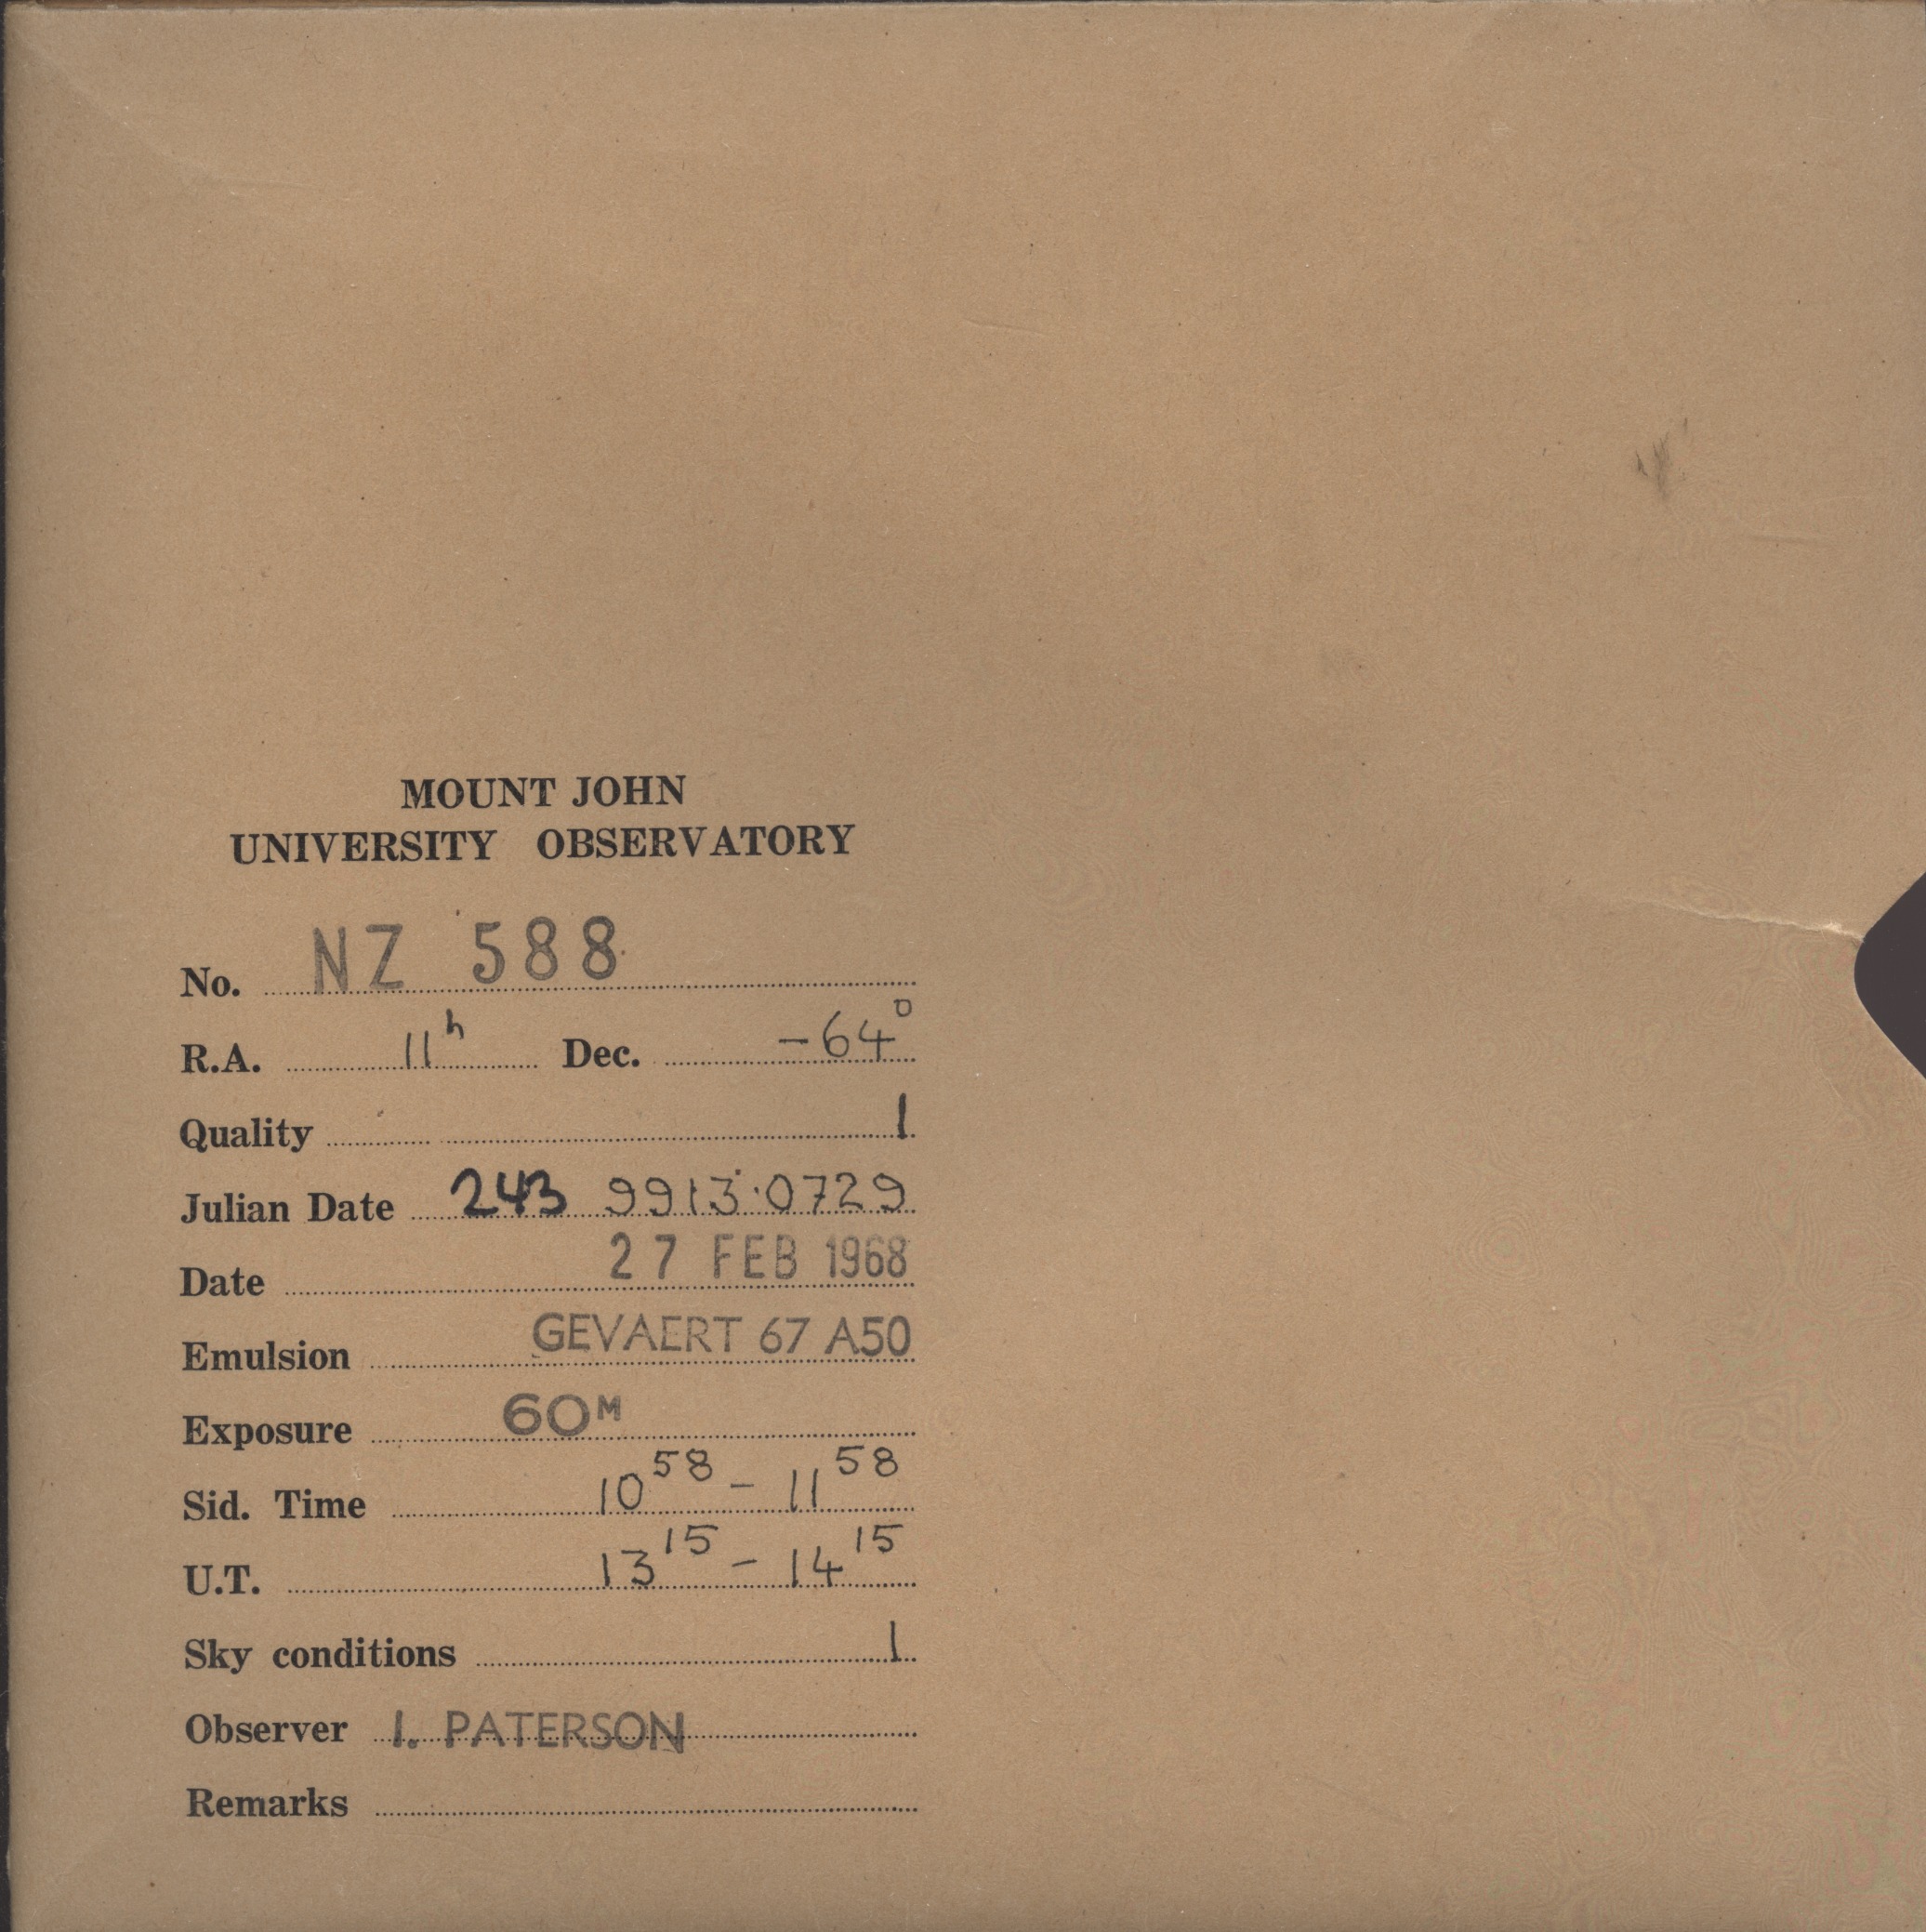 MOUNT JOHN
UNIVERSITY OBSERVATORY
No. NZ 588
R.A. 11h Dec. -64°
Quality 1
Julian Date 243 9913·0729
Date 27 FEB 1968
Emulsion GEVAERT 67 A50
Exposure 60M
Sid. Time 10 58 - 11 58
U.T. 13 15 - 14 15
Sky conditions 1
Observer I. PATERSON
Remarks